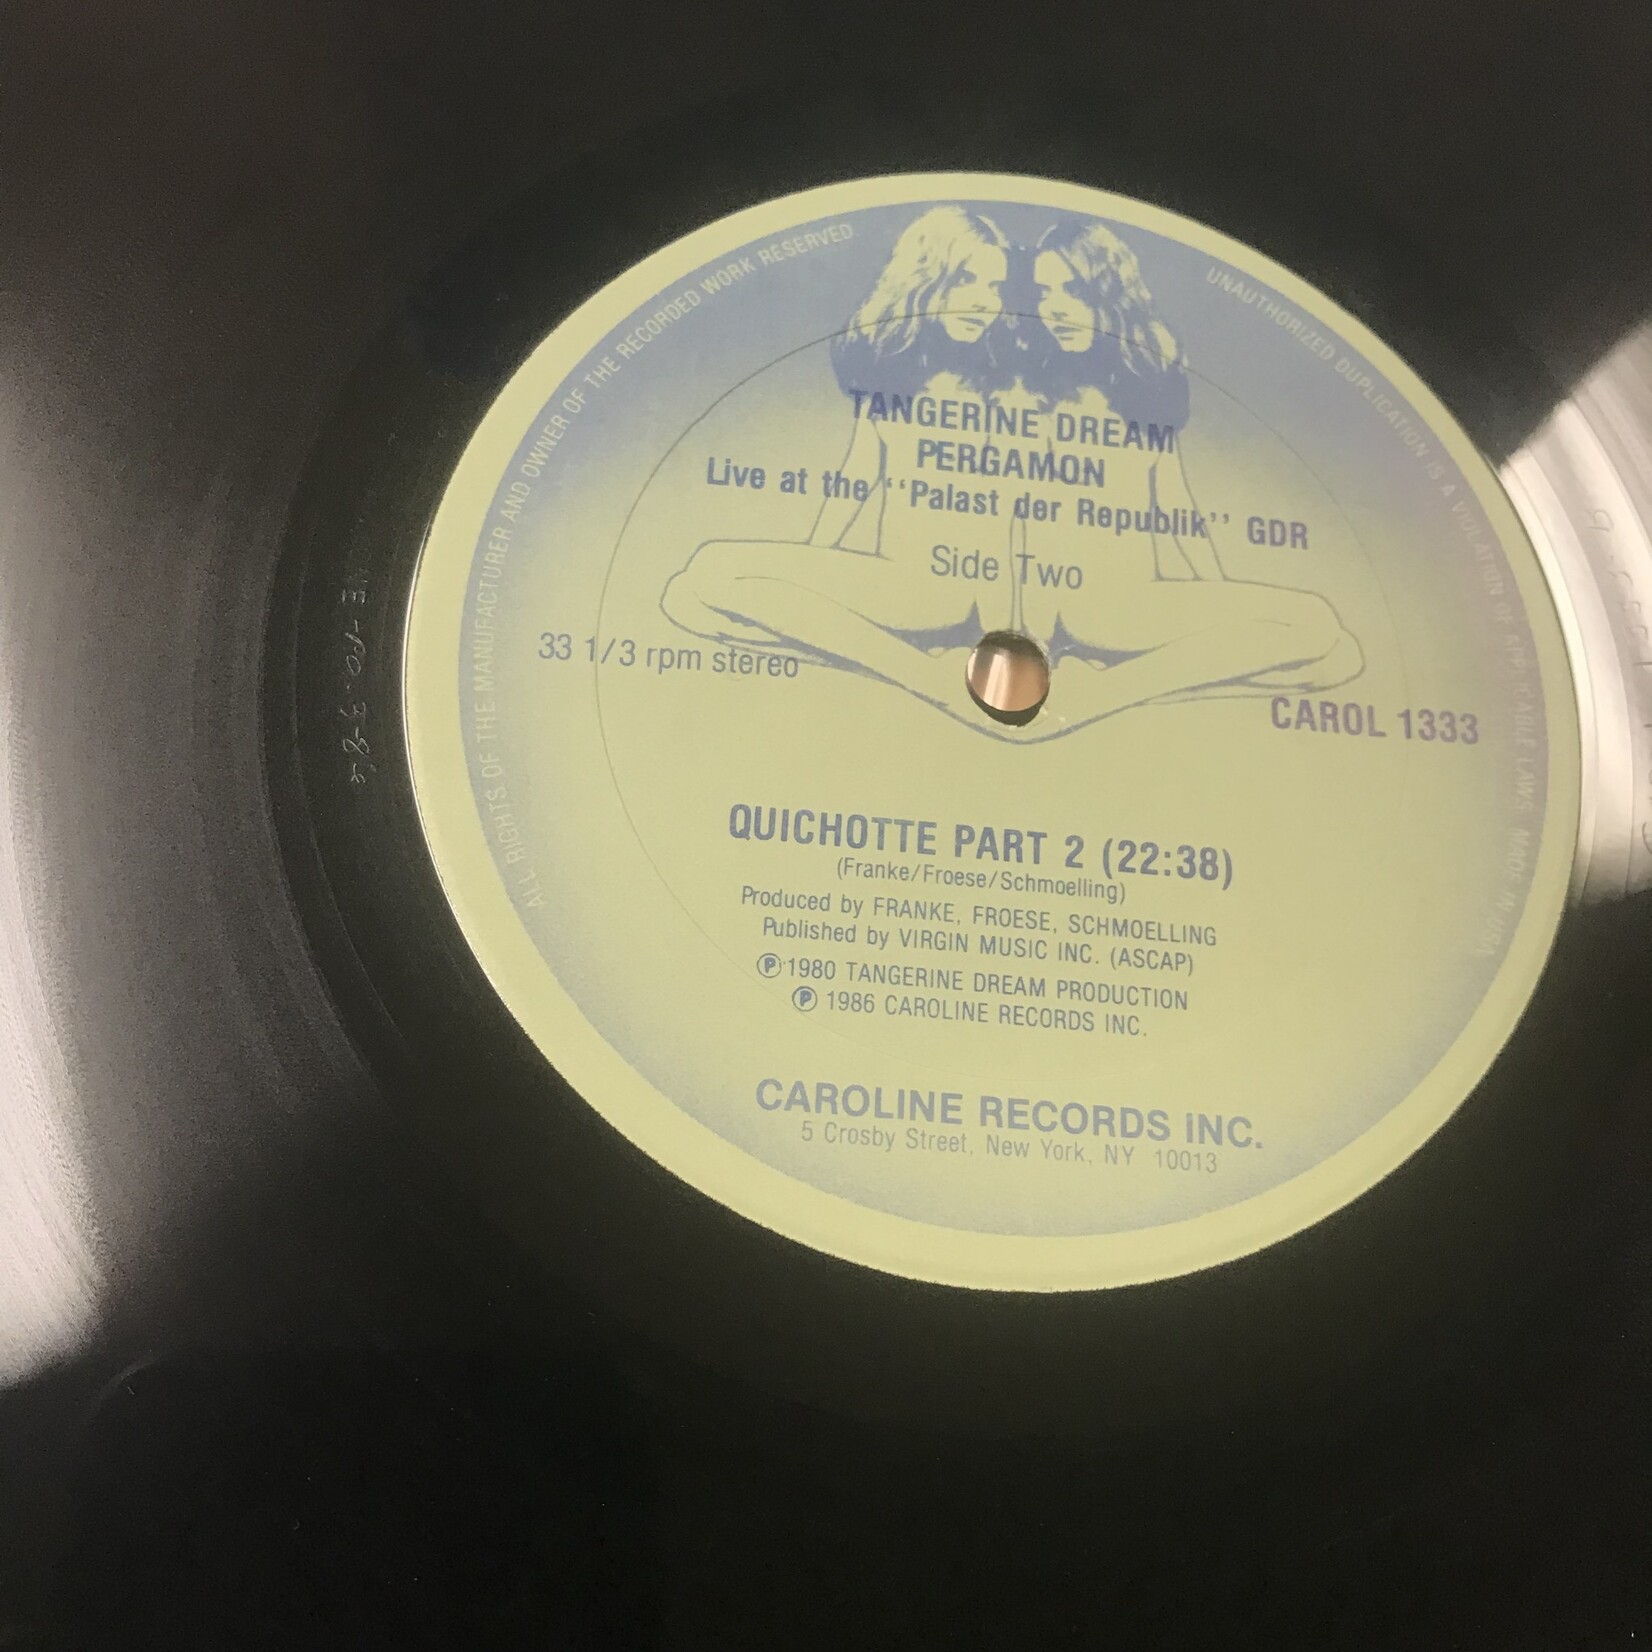 ALL RIGHTS OF THE MANUFACTURER AND OWNER OF THE RECORDED WORK RESERVED.
UNAUTHORIZED DUPLICATION IS A VIOLATION OF APPLICABLE LAWS. MADE IN USA
TANGERINE DREAM
PERGAMON
Live at the "Palast der Republik" GDR
Side Two
33 1/3 rpm stereo
CAROL 1333
QUICHOTTE PART 2 (22:38)
(Franke/Froese/Schmoelling)
Produced by FRANKE, FROESE, SCHMOELLING
Published by VIRGIN MUSIC INC. (ASCAP)
Ⓟ 1980 TANGERINE DREAM PRODUCTION
Ⓟ 1986 CAROLINE RECORDS INC.
CAROLINE RECORDS INC.
5 Crosby Street, New York, NY 10013